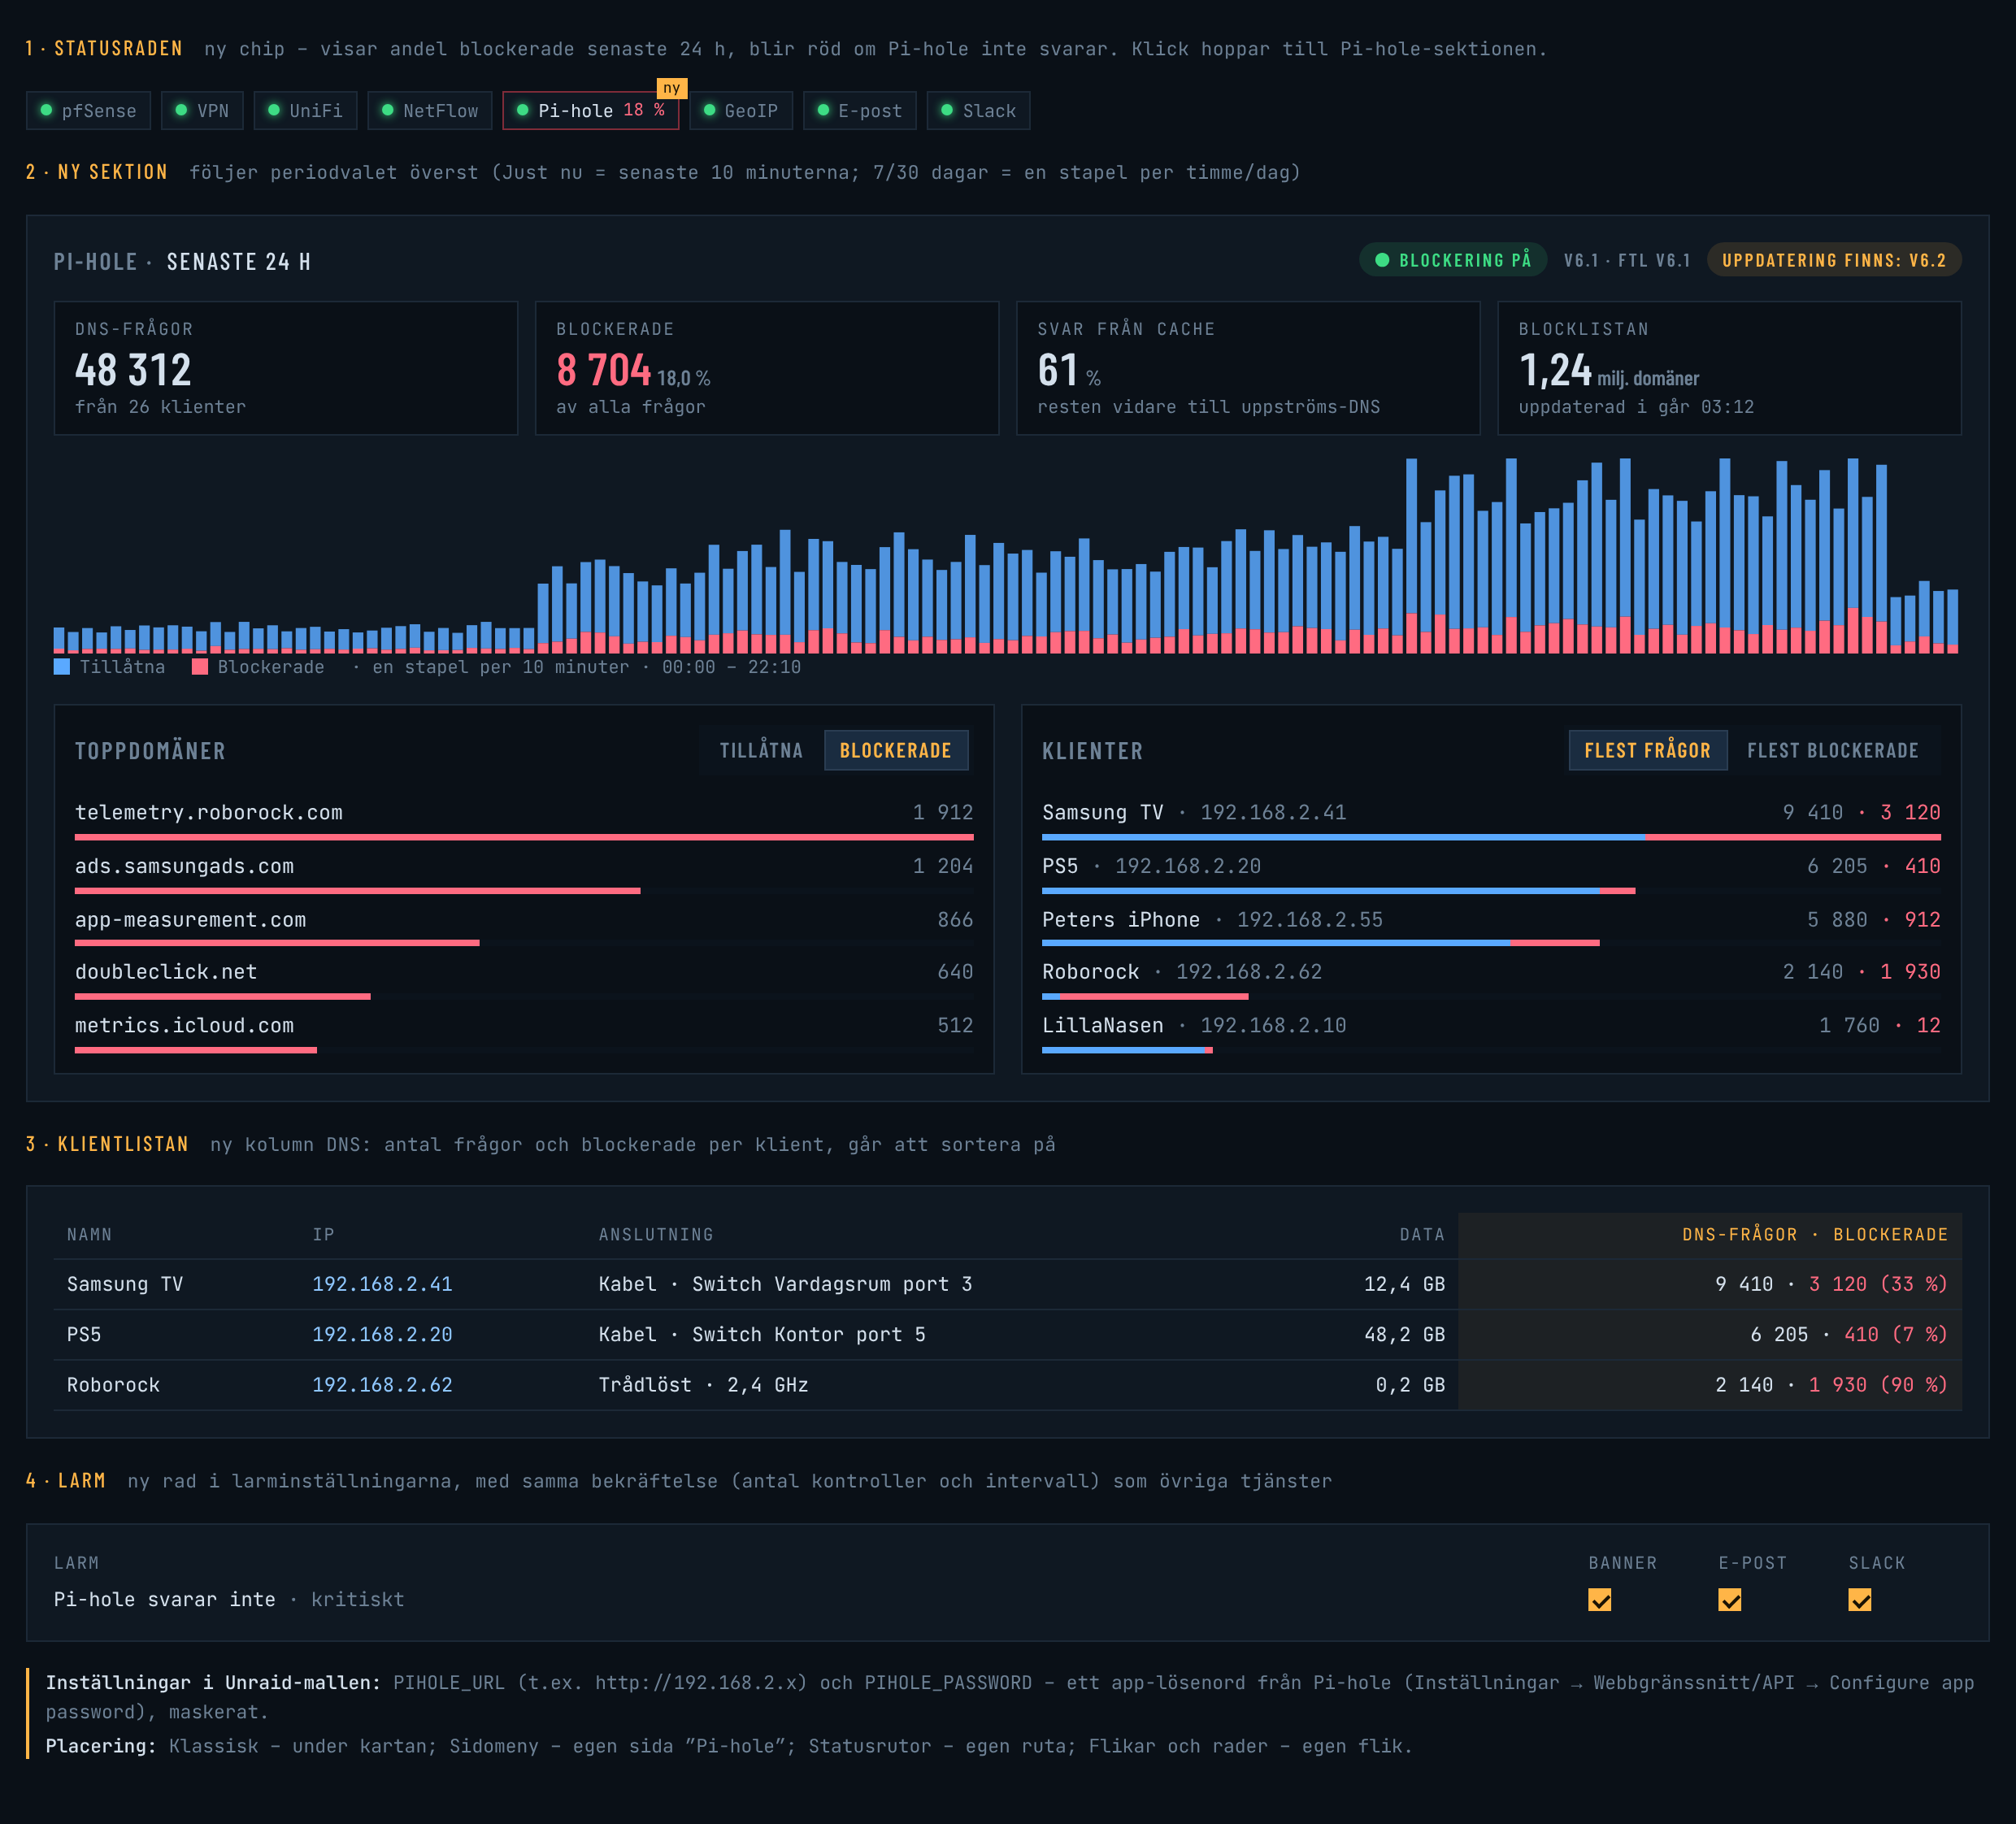 1 · STATUSRADEN ny chip – visar andel blockerade senaste 24 h, blir röd om Pi-hole inte svarar. Klick hoppar till Pi-hole-sektionen.
ny
pfSense VPN UniFi NetFlow Pi-hole 18 % GeoIP E-post Slack
2 · NY SEKTION följer periodvalet överst (Just nu = senaste 10 minuterna; 7/30 dagar = en stapel per timme/dag)
PI-HOLE · SENASTE 24 H BLOCKERING PÅ V6.1 · FTL V6.1 UPPDATERING FINNS: V6.2
DNS-FRÅGOR BLOCKERADE SVAR FRÅN CACHE BLOCKLISTAN
48 312 8 704 18,0 % 61 % 1,24 milj. domäner
från 26 klienter av alla frågor resten vidare till uppströms-DNS uppdaterad i går 03:12
Tillåtna Blockerade · en stapel per 10 minuter · 00:00 – 22:10
TOPPDOMÄNER TILLÅTNA BLOCKERADE
telemetry.roborock.com 1 912
ads.samsungads.com 1 204
app-measurement.com 866
doubleclick.net 640
metrics.icloud.com 512
KLIENTER FLEST FRÅGOR FLEST BLOCKERADE
Samsung TV · 192.168.2.41 9 410 · 3 120
PS5 · 192.168.2.20 6 205 · 410
Peters iPhone · 192.168.2.55 5 880 · 912
Roborock · 192.168.2.62 2 140 · 1 930
LillaNasen · 192.168.2.10 1 760 · 12
3 · KLIENTLISTAN ny kolumn DNS: antal frågor och blockerade per klient, går att sortera på
NAMN IP ANSLUTNING DATA DNS-FRÅGOR · BLOCKERADE
Samsung TV 192.168.2.41 Kabel · Switch Vardagsrum port 3 12,4 GB 9 410 · 3 120 (33 %)
PS5 192.168.2.20 Kabel · Switch Kontor port 5 48,2 GB 6 205 · 410 (7 %)
Roborock 192.168.2.62 Trådlöst · 2,4 GHz 0,2 GB 2 140 · 1 930 (90 %)
4 · LARM ny rad i larminställningarna, med samma bekräftelse (antal kontroller och intervall) som övriga tjänster
LARM BANNER E-POST SLACK
Pi-hole svarar inte · kritiskt
Inställningar i Unraid-mallen: PIHOLE_URL (t.ex. http://192.168.2.x) och PIHOLE_PASSWORD – ett app-lösenord från Pi-hole (Inställningar → Webbgränssnitt/API → Configure app
password), maskerat.
Placering: Klassisk – under kartan; Sidomeny – egen sida ”Pi-hole”; Statusrutor – egen ruta; Flikar och rader – egen flik.